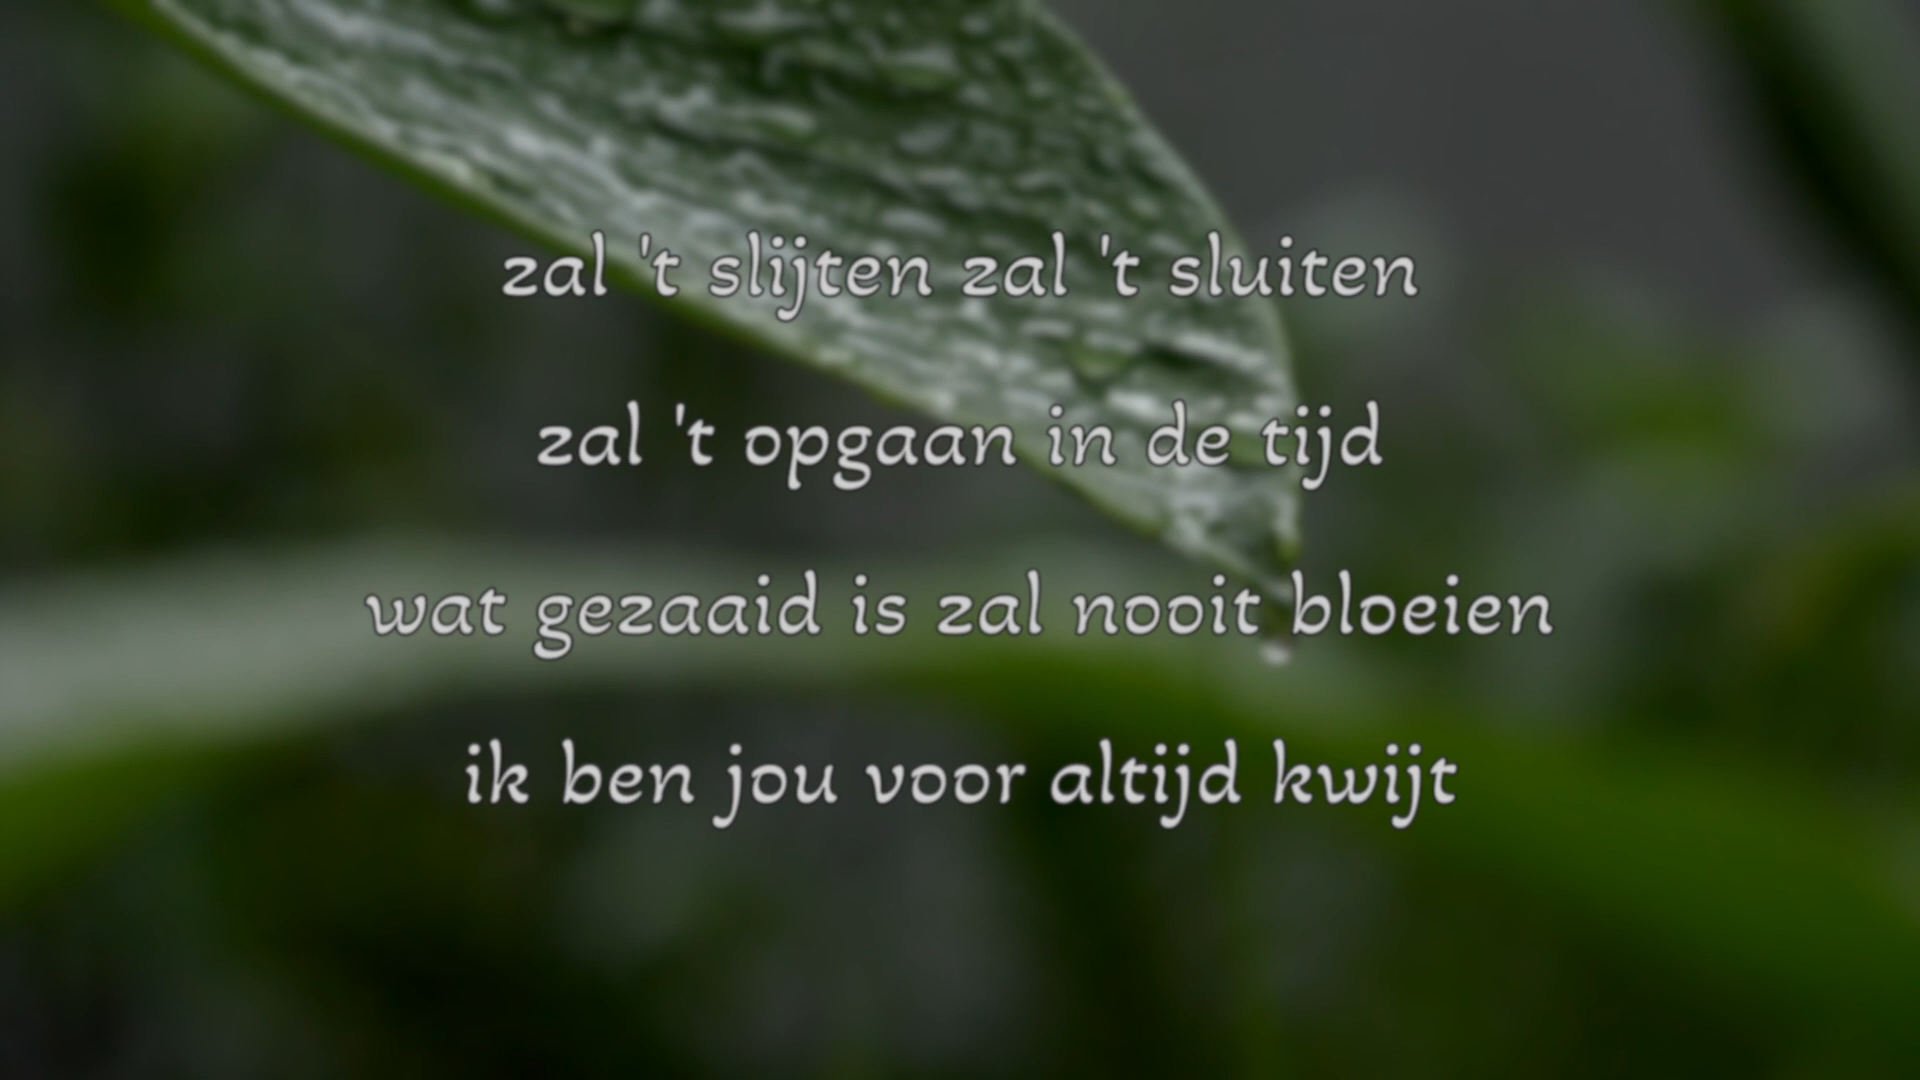 zal 't slijten zal 't sluiten
zal 't opgaan in de tijd
wat gezaaid is zal nooit bloeien
ik ben jou voor altijd kwijt